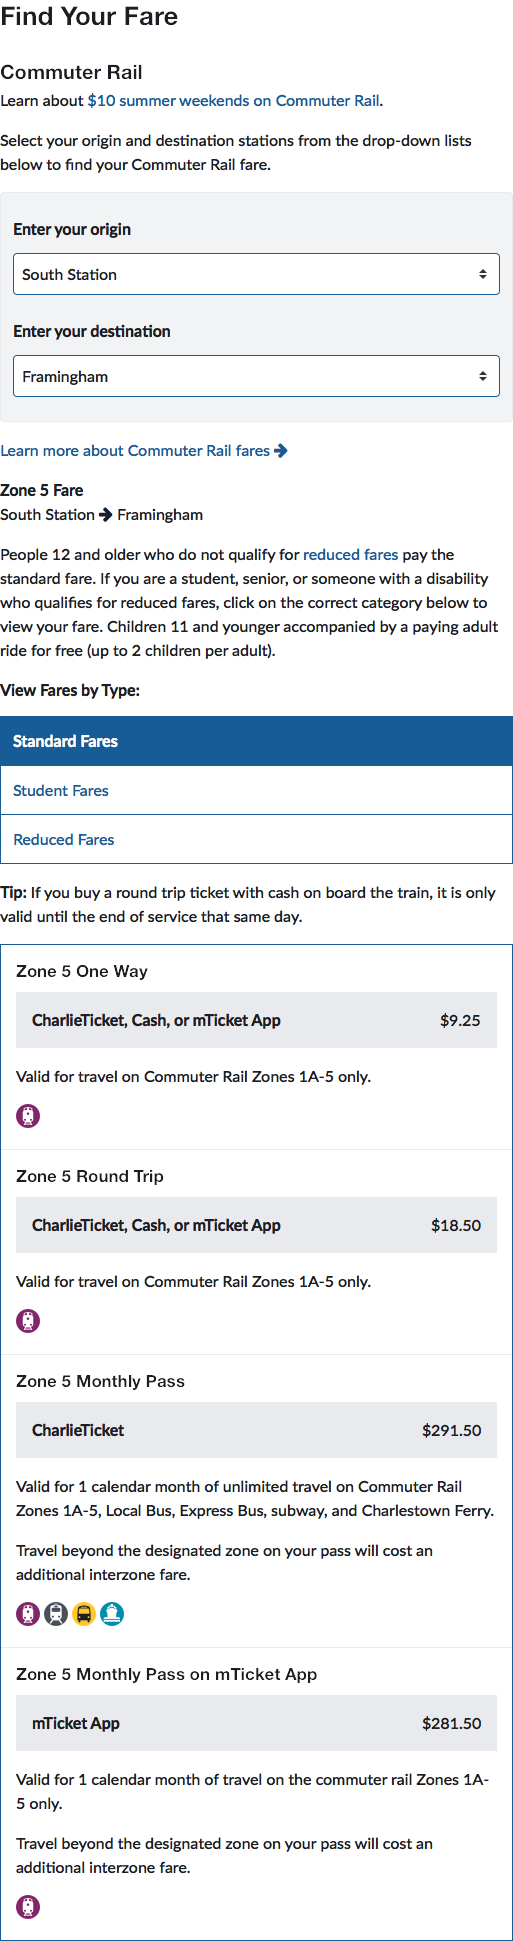 Find Your Fare
Commuter Rail
Learn about $10 summer weekends on Commuter Rail.
Select your origin and destination stations from the drop-down lists
below to find your Commuter Rail fare.
Enter your origin
South Station
Enter your destination
Framingham
Learn more about Commuter Rail fares
Zone 5 Fare
South Station → Framingham
People 12 and older who do not qualify for reduced fares pay the
standard fare. If you are a student, senior, or someone with a disability
who qualifies for reduced fares, click on the correct category below to
view your fare. Children 11 and younger accompanied by a paying adult
ride for free (up to 2 children per adult).
View Fares by Type:
Standard Fares
Student Fares
Reduced Fares
Tip: If you buy a round trip ticket with cash on board the train, it is only
valid until the end of service that same day.
Zone 5 One Way
CharlieTicket, Cash, or mTicket App $9.25
Valid for travel on Commuter Rail Zones 1A-5 only.
Zone 5 Round Trip
CharlieTicket, Cash, or mTicket App $18.50
Valid for travel on Commuter Rail Zones 1A-5 only.
Zone 5 Monthly Pass
CharlieTicket $291.50
Valid for 1 calendar month of unlimited travel on Commuter Rail
Zones 1A-5, Local Bus, Express Bus, subway, and Charlestown Ferry.
Travel beyond the designated zone on your pass will cost an
additional interzone fare.
Zone 5 Monthly Pass on mTicket App
mTicket App $281.50
Valid for 1 calendar month of travel on the commuter rail Zones 1A-
5 only.
Travel beyond the designated zone on your pass will cost an
additional interzone fare.